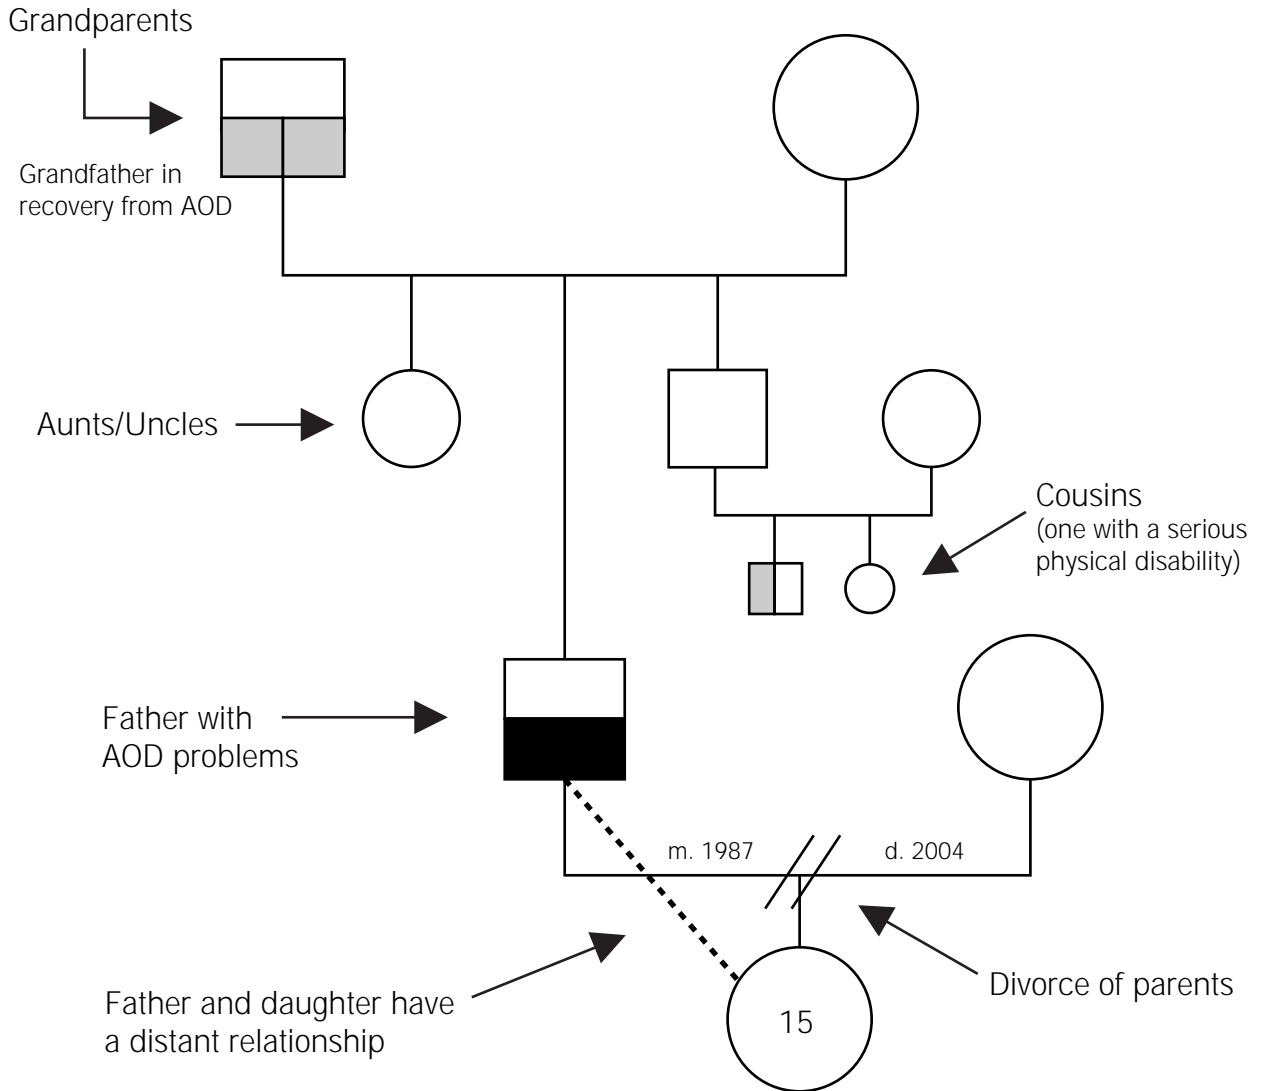 Grandparents
Grandfather in
recovery from AOD
Aunts/Uncles
Cousins
(one with a serious
physical disability)
Father with
AOD problems
m. 1987
d. 2004
Father and daughter have
a distant relationship
15
Divorce of parents